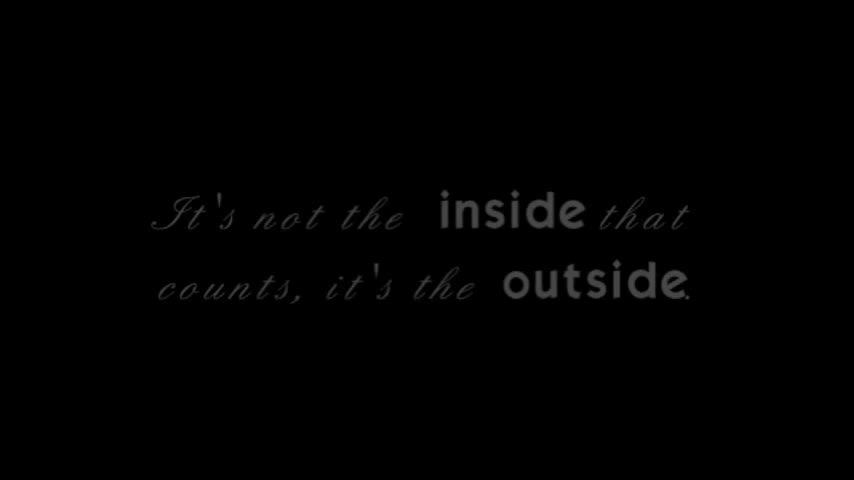 It's not the inside that
counts, it's the outside.